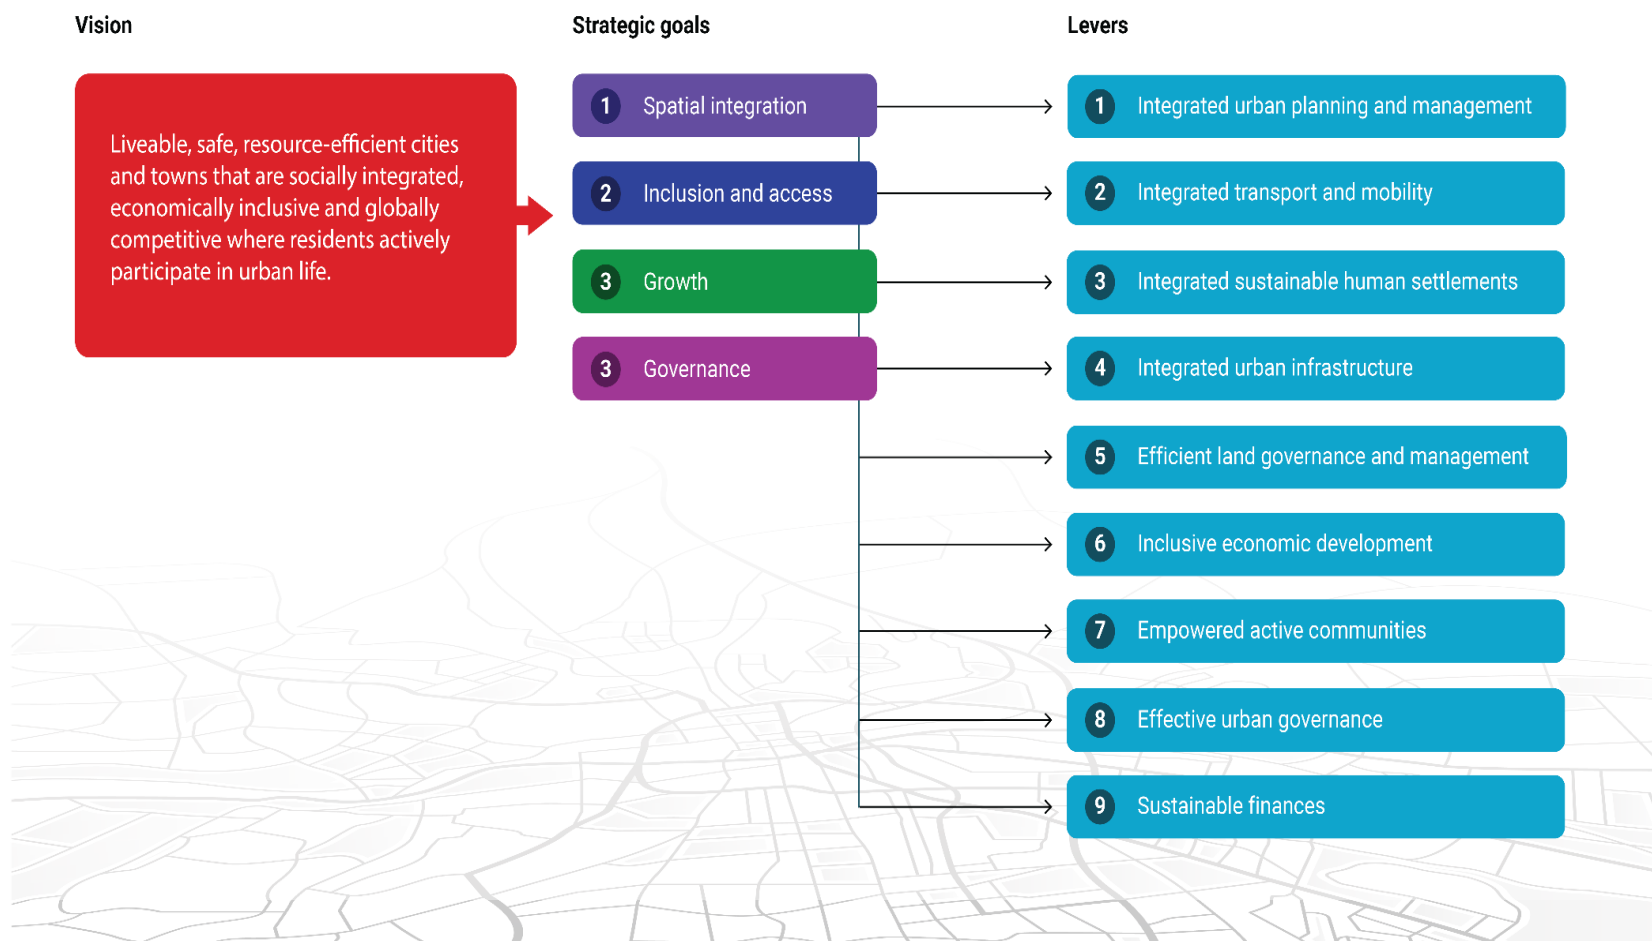 Vision
Liveable, safe, resource-efficient cities
and towns that are socially integrated,
economically inclusive and globally
competitive where residents actively
participate in urban life.
Strategic goals
1 Spatial integration
2 Inclusion and access
3 Growth
3 Governance
Levers
1 Integrated urban planning and management
2 Integrated transport and mobility
3 Integrated sustainable human settlements
4 Integrated urban infrastructure
5 Efficient land governance and management
6 Inclusive economic development
7 Empowered active communities
8 Effective urban governance
9 Sustainable finances